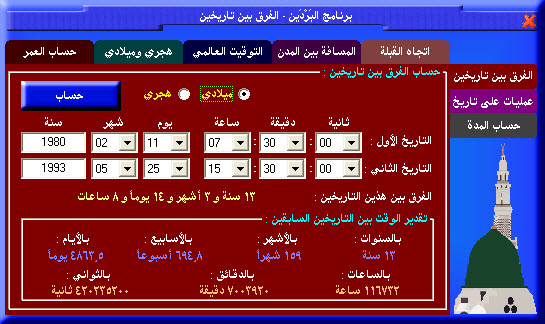 برنامج البَرْدَين - الفرق بين تاريخين
اتجاه القبلة
المسافة بين المدن
التوقيت العالمي
هجري وميلادي
حساب العمر
الفرق بين تاريخين
عمليات على تاريخ
حساب المدة
حساب الفرق بين تاريخين :
ميلادي هجري
حساب
ثانية دقيقة ساعة يوم شهر سنة
التاريخ الأول : 00 : 30 : 07 11 02 1980
التاريخ الثاني : 00 : 30 : 15 25 05 1993
الفرق بين هذين التاريخين : ١٣ سنة و ٣ أشهر و ١٤ يوماً و ٨ ساعات
تقدير الوقت بين التاريخين السابقين :
بالسنوات : بالأشهر : بالأسابيع : بالأيام :
١٣ سنة ١٥٩ شهراً ٦٩٤,٨ أسبوعاً ٤٨٦٣,٥ يوماً
بالساعات : بالدقائق : بالثواني :
١١٦٧٣٢ ساعة ٧٠٠٣٩٢٠ دقيقة ٤٢٠٢٣٥٢٠٠ ثانية